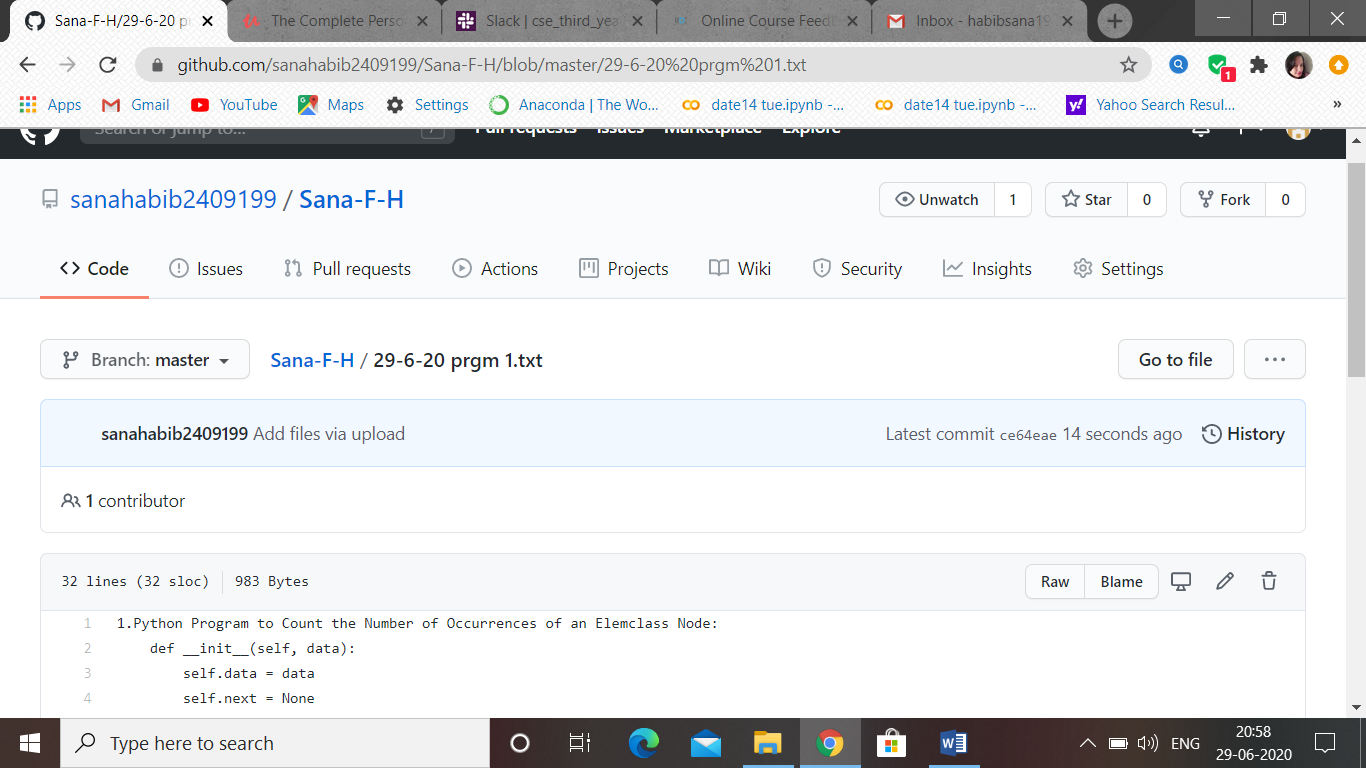 Sana-F-H/29-6-20 pr
The Complete Perso
Slack | cse_third_yea
Online Course Feed
Inbox - habibsana19
github.com/sanahabib2409199/Sana-F-H/blob/master/29-6-20%20prgm%201.txt
1
Apps
Gmail
YouTube
Maps
Settings
Anaconda | The Wo...
date14 tue.ipynb -...
date14 tue.ipynb -...
Yahoo Search Resul...
»
Search or jump to...
/
Pull requests Issues Marketplace Explore
sanahabib2409199 / Sana-F-H
Unwatch 1
Star 0
Fork 0
<> Code
Issues
Pull requests
Actions
Projects
Wiki
Security
Insights
Settings
Branch: master
Sana-F-H / 29-6-20 prgm 1.txt
Go to file
...
sanahabib2409199 Add files via upload
Latest commit ce64eae 14 seconds ago
History
1 contributor
32 lines (32 sloc) 983 Bytes
Raw
Blame
1 1.Python Program to Count the Number of Occurrences of an Elemclass Node:
2 def __init__(self, data):
3 self.data = data
4 self.next = None
Type here to search
ENG
20:58
29-06-2020